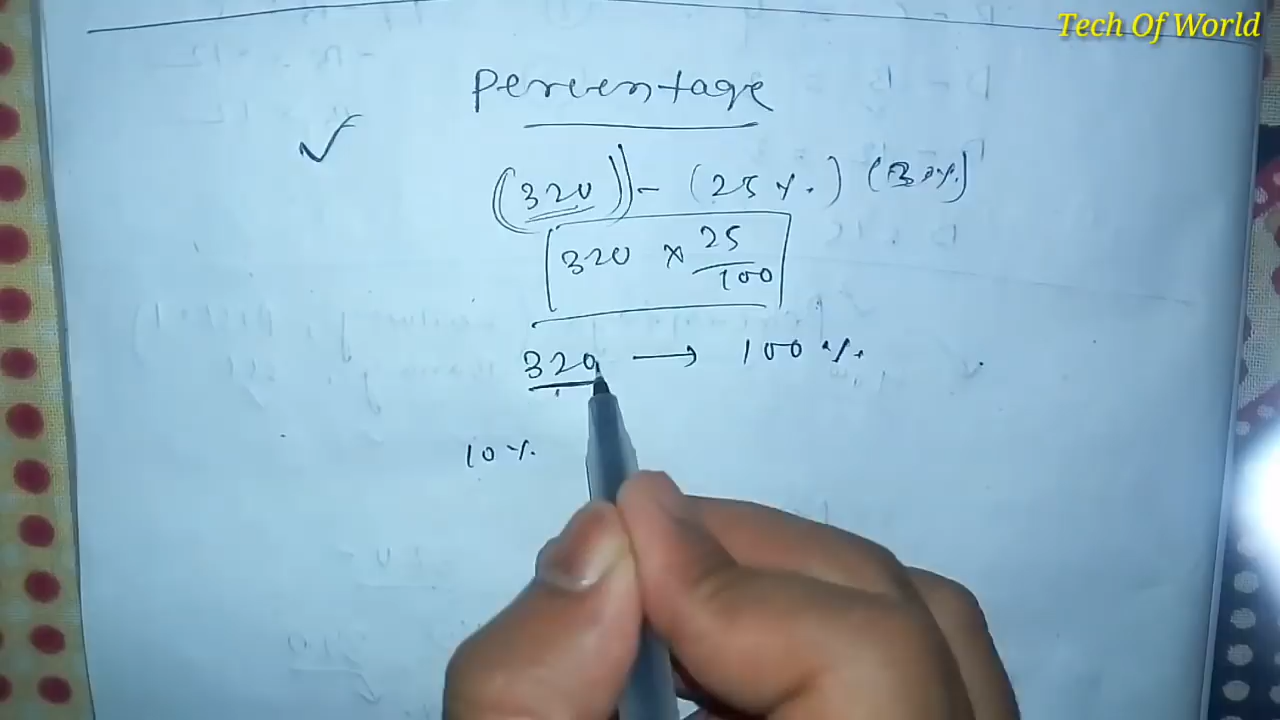 Tech Of World
Percentage
(320) - (25%) (30%)
320 × 25/100
320 → 100%
10%